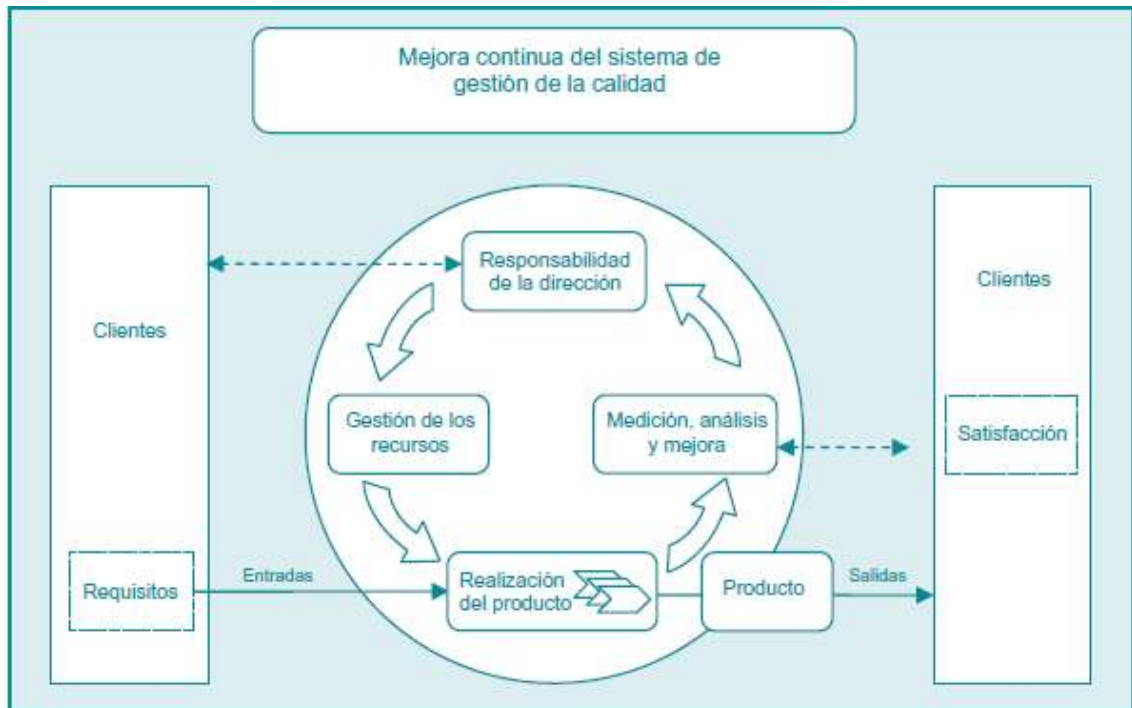 Mejora continua del sistema de
gestión de la calidad
Responsabilidad
de la dirección
Clientes
Clientes
Gestión de los
recursos
Medición, análisis
y mejora
Satisfacción
Requisitos
Entradas
Realización
del producto
Producto
Salidas